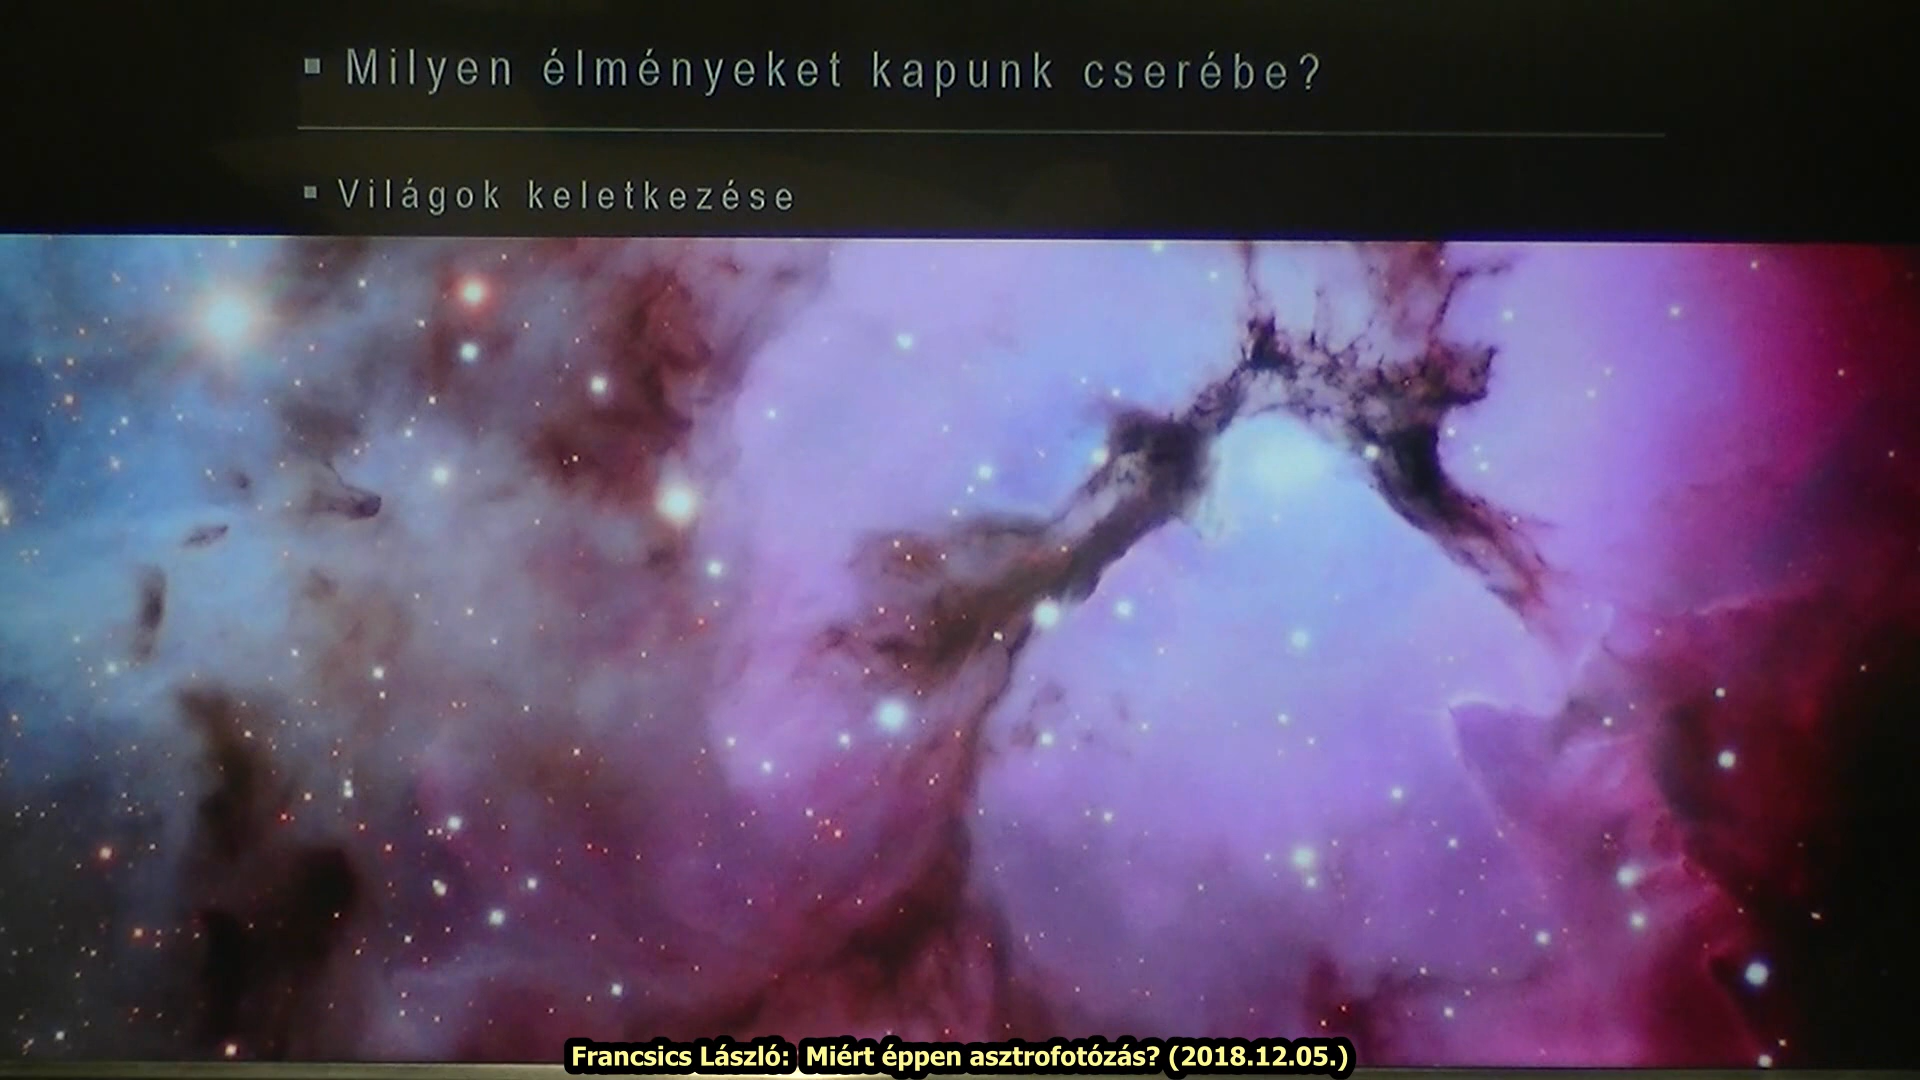 Milyen élményeket kapunk cserébe?
Világok keletkezése
Francsics László: Miért éppen asztrofotózás? (2018.12.05.)